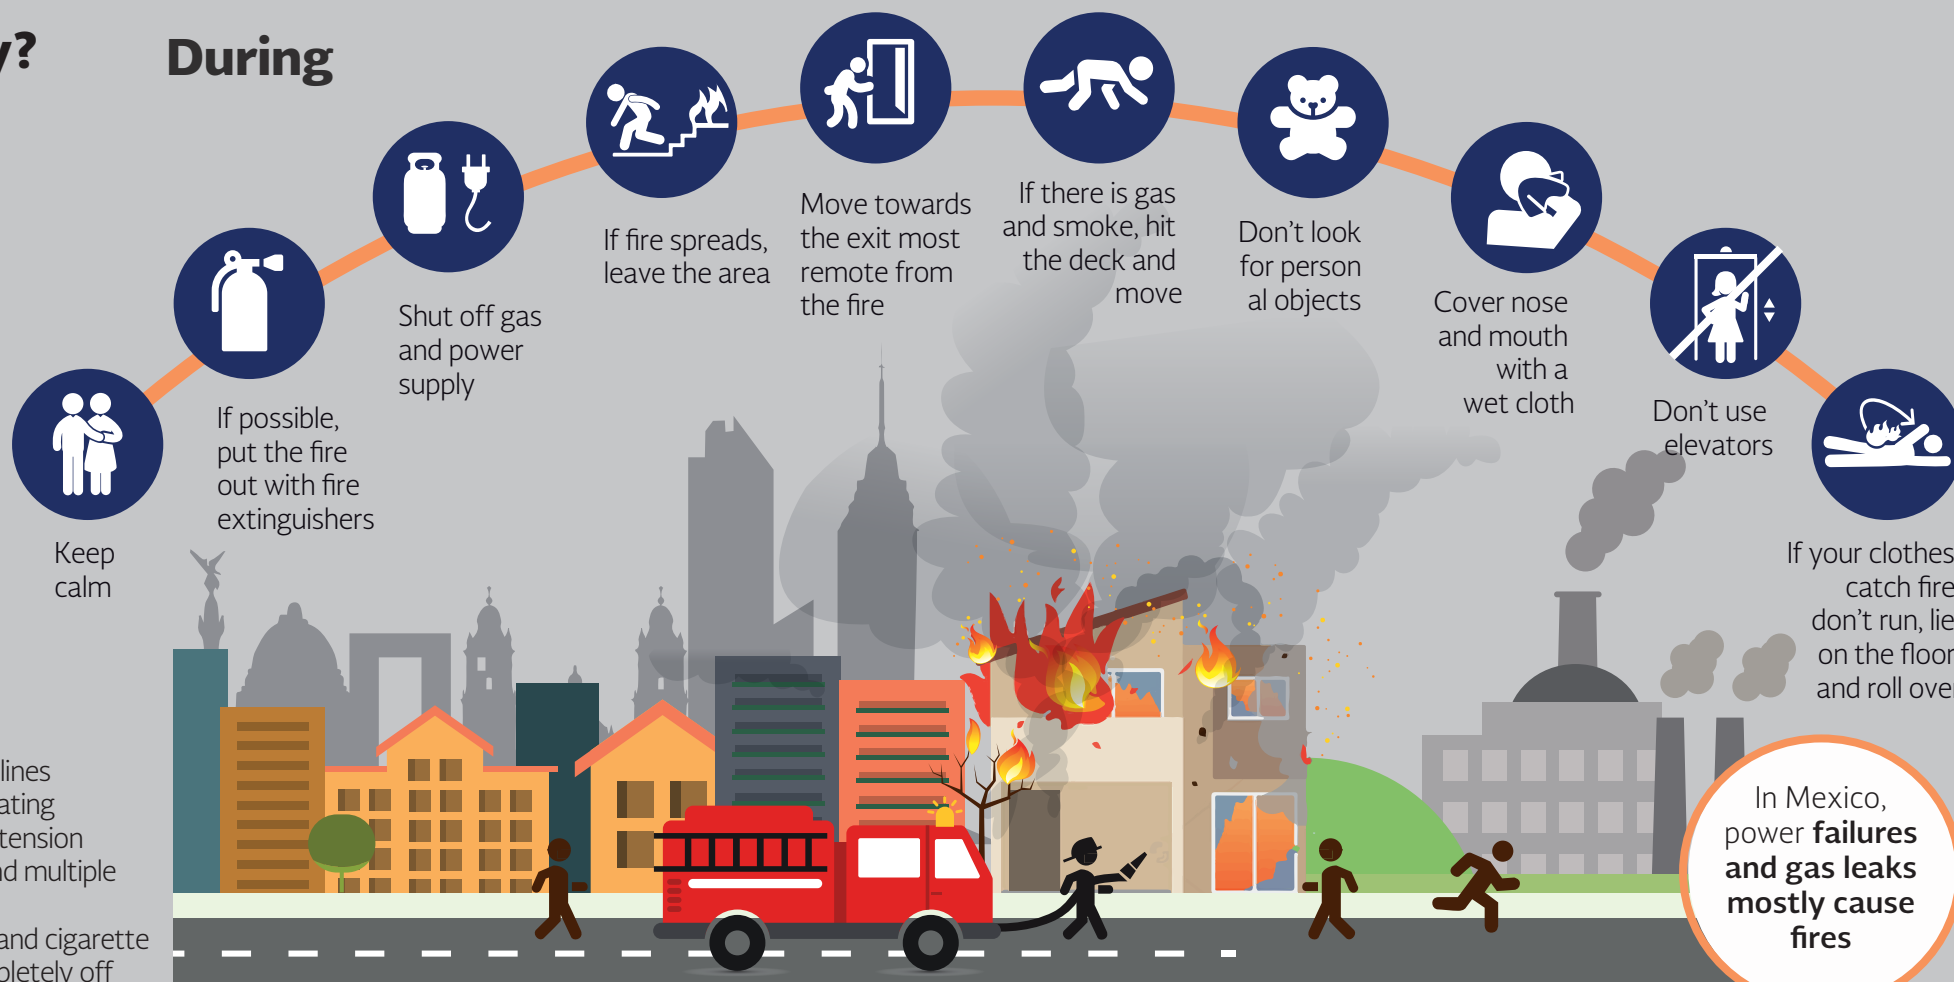 y?
During
Keep
calm
If possible,
put the fire
out with fire
extinguishers
Shut off gas
and power
supply
If fire spreads,
leave the area
Move towards
the exit most
remote from
the fire
If there is gas
and smoke, hit
the deck and
move
Don't look
for person
al objects
Cover nose
and mouth
with a
wet cloth
Don't use
elevators
If your clothes
catch fire
don't run, lie
on the floor
and roll over
lines
ating
tension
nd multiple
and cigarette
pletely off
In Mexico,
power failures
and gas leaks
mostly cause
fires